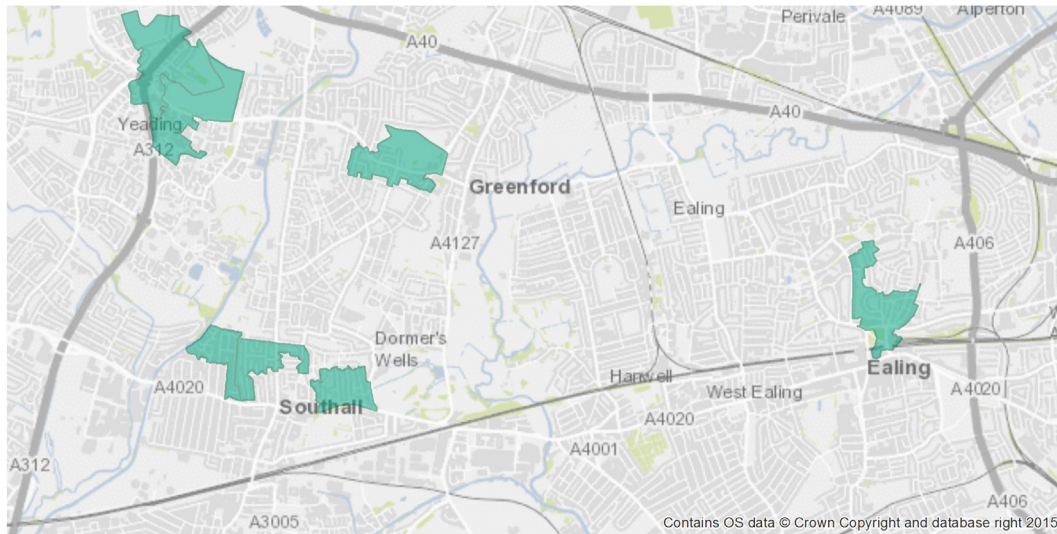 A4089
Alperton
Perivale
A40
A40
Yeading
A312
Greenford
Ealing
A4127
A406
Dormer's
Wells
Ealing
Hanwell
A4020
West Ealing
A4020
Southall
A4020
A4001
A312
A406
A3005
Contains OS data © Crown Copyright and database right 2015